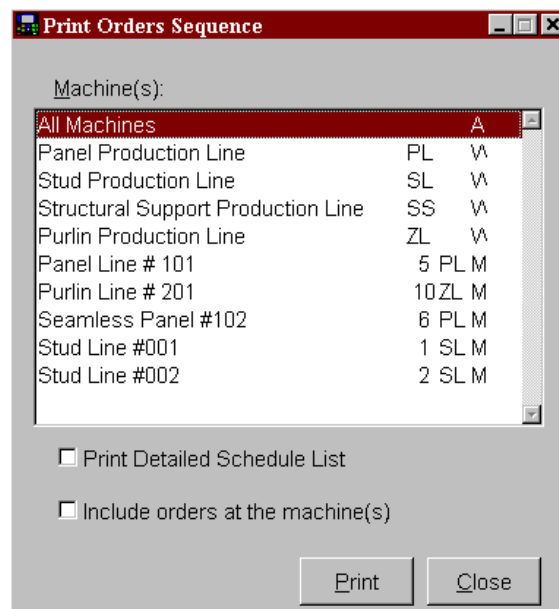 Print Orders Sequence
Machine(s):
All Machines A
Panel Production Line PL
Stud Production Line SL
Structural Support Production Line SS
Purlin Production Line ZL
Panel Line # 101 5 PL M
Purlin Line # 201 10ZL M
Seamless Panel #102 6 PL M
Stud Line #001 1 SL M
Stud Line #002 2 SL M
Print Detailed Schedule List
Include orders at the machine(s)
Print Close